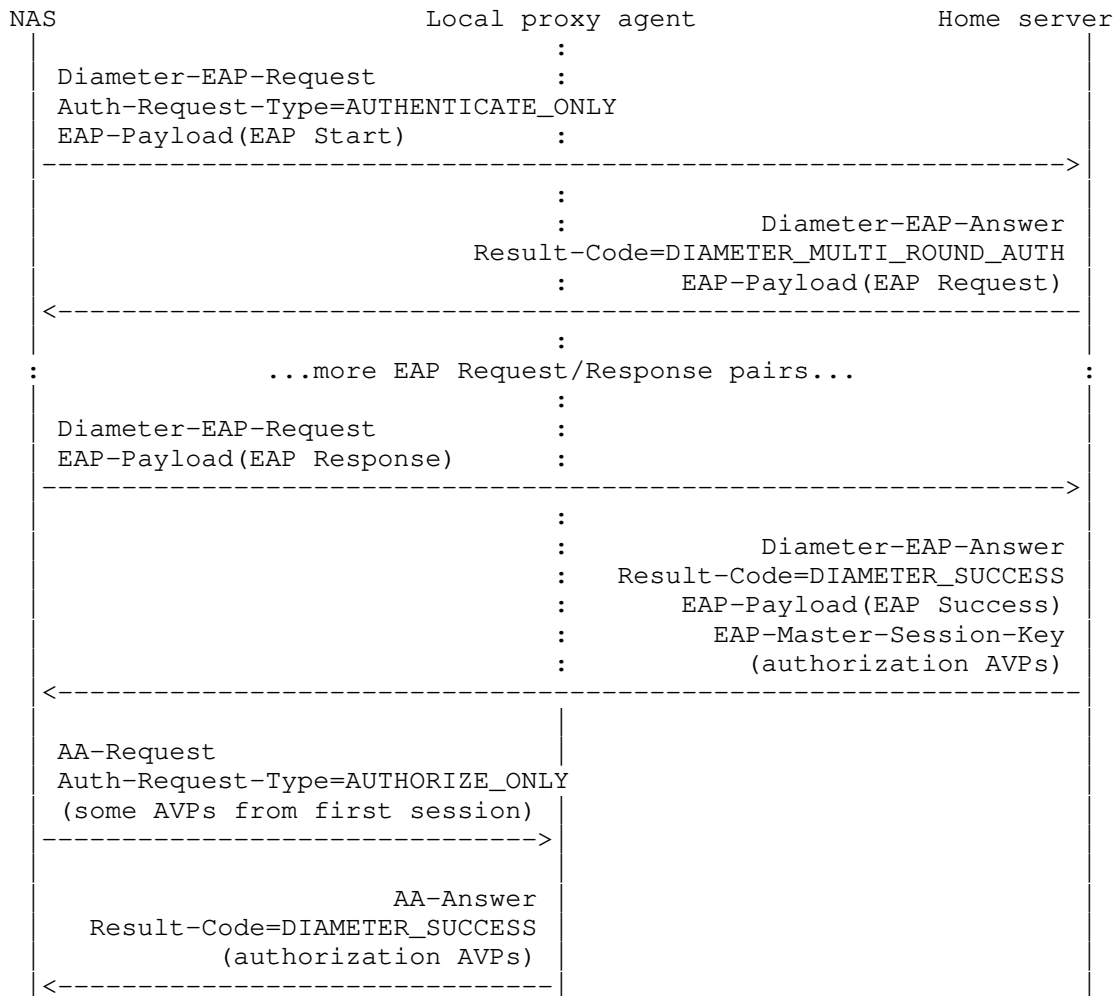 NAS Local proxy agent Home server
Diameter-EAP-Request
Auth-Request-Type=AUTHENTICATE_ONLY
EAP-Payload(EAP Start)
Diameter-EAP-Answer
Result-Code=DIAMETER_MULTI_ROUND_AUTH
EAP-Payload(EAP Request)
...more EAP Request/Response pairs...
Diameter-EAP-Request
EAP-Payload(EAP Response)
Diameter-EAP-Answer
Result-Code=DIAMETER_SUCCESS
EAP-Payload(EAP Success)
EAP-Master-Session-Key
(authorization AVPs)
AA-Request
Auth-Request-Type=AUTHORIZE_ONLY
(some AVPs from first session)
AA-Answer
Result-Code=DIAMETER_SUCCESS
(authorization AVPs)